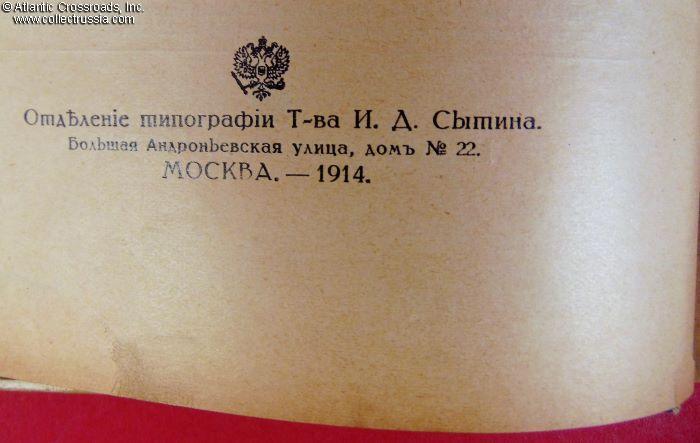 © Atlantic Crossroads, Inc.
www.collectrussia.com
Отдѣленіе типографіи Т-ва И. Д. Сытина.
Большая Андроньевская улица, домъ № 22.
МОСКВА. — 1914.